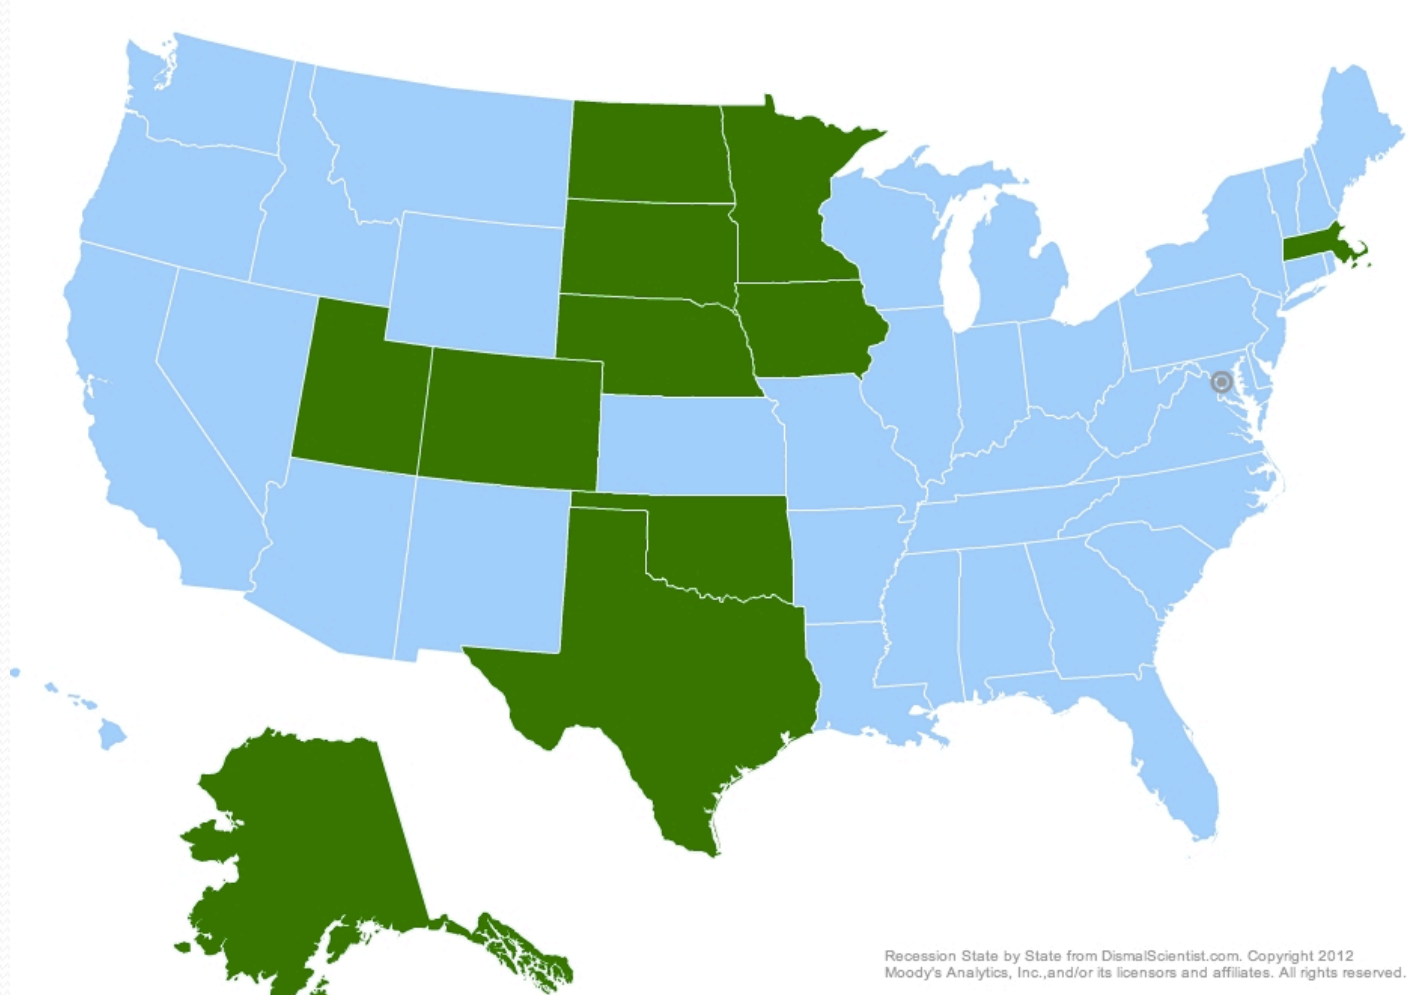 Recession State by State from DismalScientist.com. Copyright 2012
Moody's Analytics, Inc.,and/or its licensors and affiliates. All rights reserved.